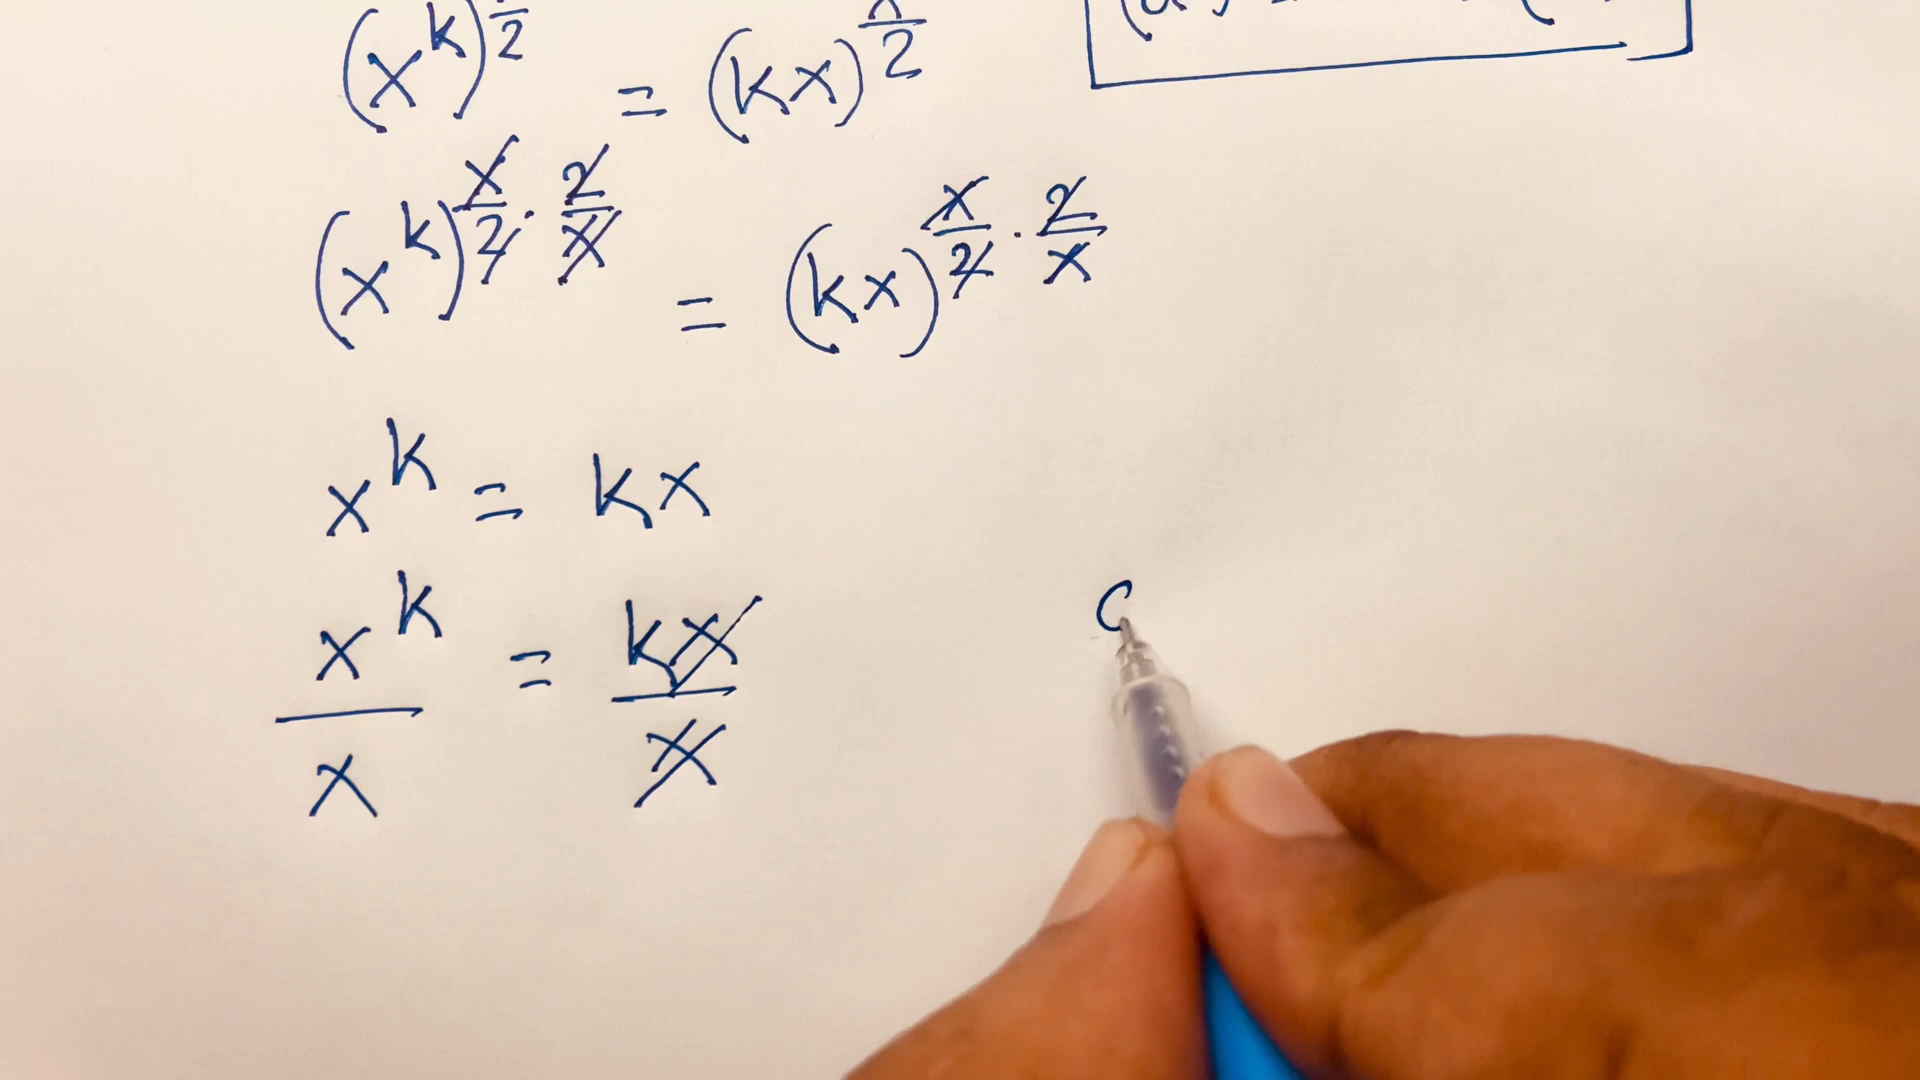 (x^k)^{x/2} = (kx)^{x/2}
(x^k)^{x/2 · 2/x} = (kx)^{x/2 · 2/x}
x^k = kx
x^k/x = kx/x